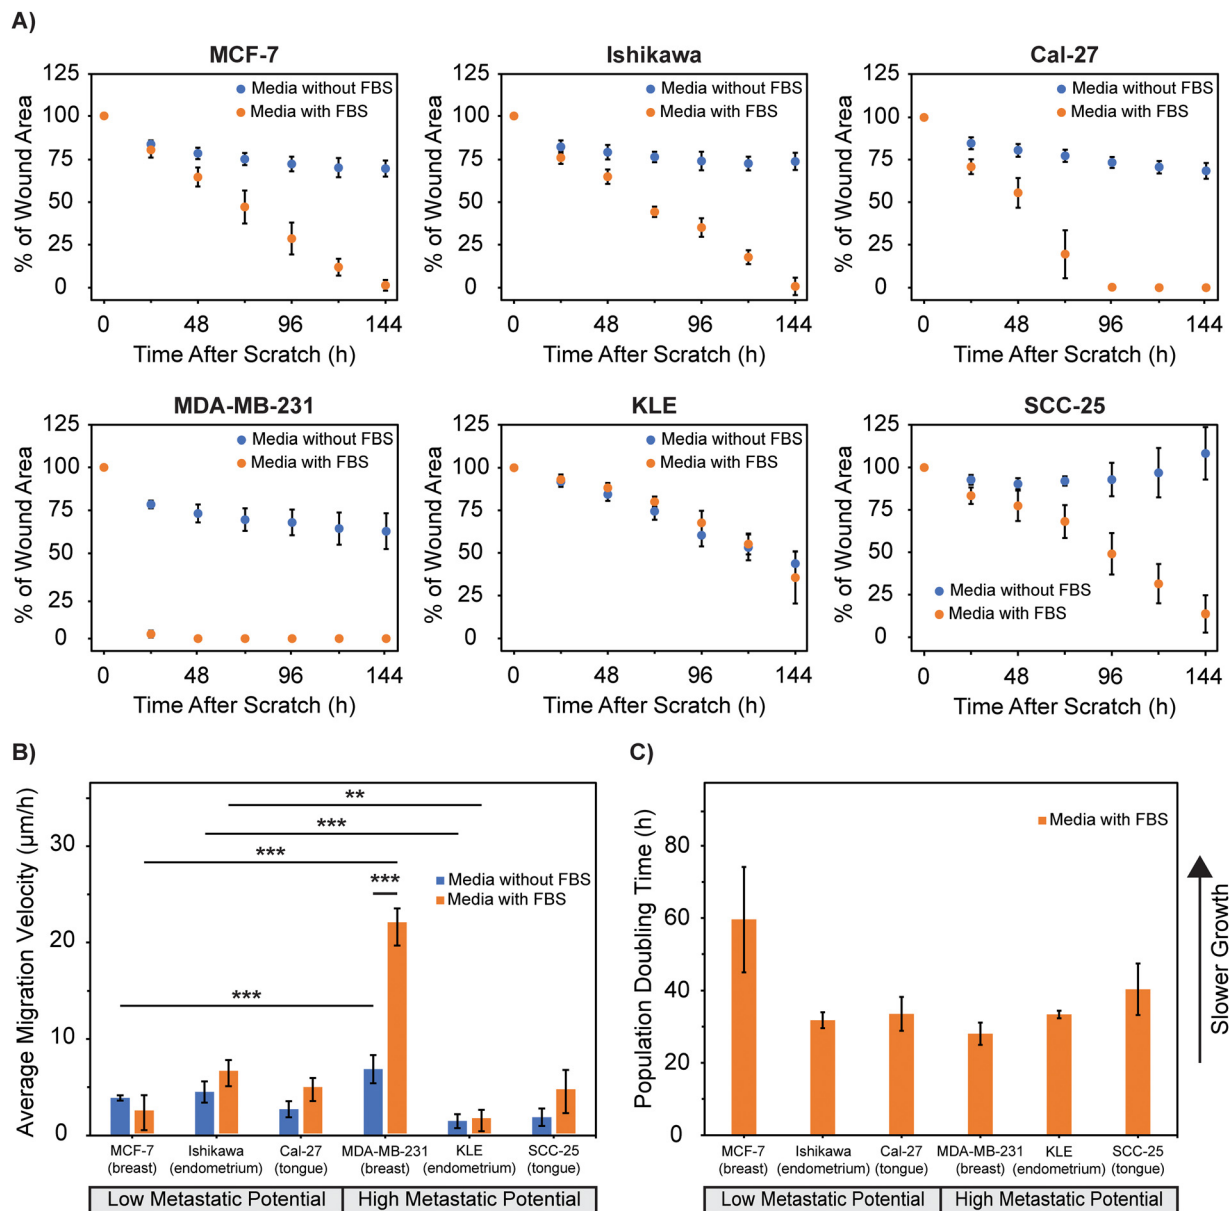 A)
MCF-7
% of Wound Area
125
100
75
50
25
0
Media without FBS
Media with FBS
0 48 96 144
Time After Scratch (h)
Ishikawa
% of Wound Area
125
100
75
50
25
0
Media without FBS
Media with FBS
0 48 96 144
Time After Scratch (h)
Cal-27
% of Wound Area
125
100
75
50
25
0
Media without FBS
Media with FBS
0 48 96 144
Time After Scratch (h)
MDA-MB-231
% of Wound Area
125
100
75
50
25
0
Media without FBS
Media with FBS
0 48 96 144
Time After Scratch (h)
KLE
% of Wound Area
125
100
75
50
25
0
Media without FBS
Media with FBS
0 48 96 144
Time After Scratch (h)
SCC-25
% of Wound Area
125
100
75
50
25
0
Media without FBS
Media with FBS
0 48 96 144
Time After Scratch (h)
B)
Average Migration Velocity (µm/h)
30
20
10
0
**
***
***
***
***
Media without FBS
Media with FBS
MCF-7 Ishikawa Cal-27 MDA-MB-231 KLE SCC-25
(breast) (endometrium) (tongue) (breast) (endometrium) (tongue)
Low Metastatic Potential High Metastatic Potential
C)
Population Doubling Time (h)
80
60
40
20
0
Media with FBS
Slower Growth
MCF-7 Ishikawa Cal-27 MDA-MB-231 KLE SCC-25
(breast) (endometrium) (tongue) (breast) (endometrium) (tongue)
Low Metastatic Potential High Metastatic Potential